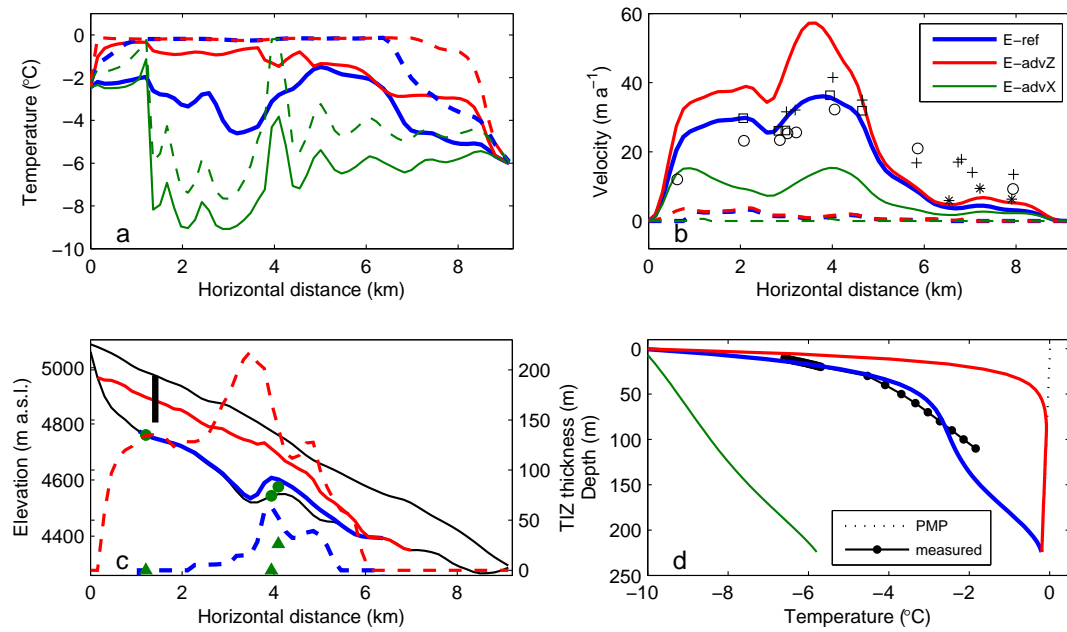 0
−2
−4
−6
−8
−10
Temperature (°C)
a
0 2 4 6 8
Horizontal distance (km)
60
40
20
0
Velocity (m a−1)
E−ref
E−advZ
E−advX
b
0 2 4 6 8
Horizontal distance (km)
5000
4800
4600
4400
Elevation (m a.s.l.)
200
150
100
50
0
TIZ thickness (m)
c
0 2 4 6 8
Horizontal distance (km)
0
50
100
150
200
250
Depth (m)
PMP
measured
d
−10 −8 −6 −4 −2 0
Temperature (°C)